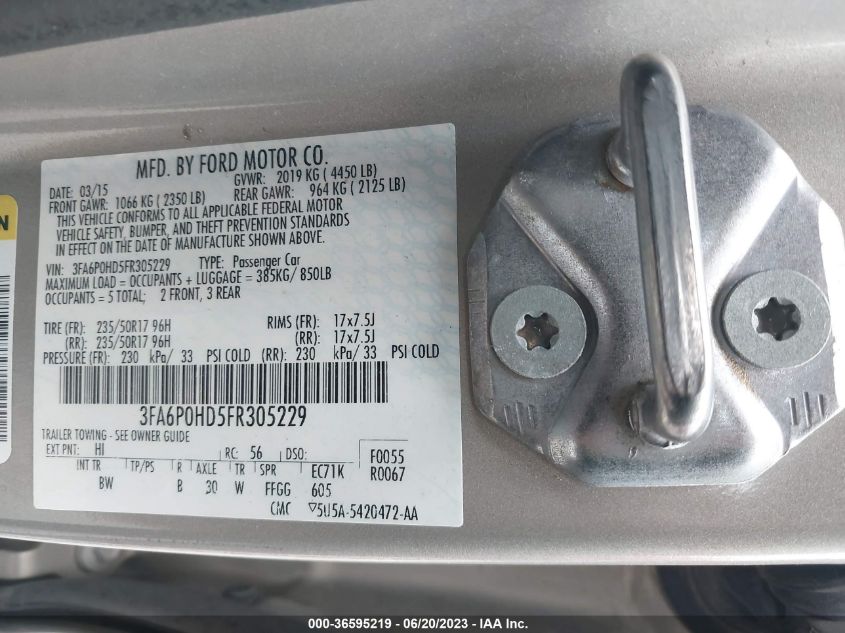 MFD. BY FORD MOTOR CO.
DATE: 03/15 GVWR: 2019 KG ( 4450 LB)
FRONT GAWR: 1066 KG ( 2350 LB) REAR GAWR: 964 KG ( 2125 LB)
THIS VEHICLE CONFORMS TO ALL APPLICABLE FEDERAL MOTOR
VEHICLE SAFETY, BUMPER, AND THEFT PREVENTION STANDARDS
IN EFFECT ON THE DATE OF MANUFACTURE SHOWN ABOVE.
VIN: 3FA6P0HD5FR305229 TYPE: Passenger Car
MAXIMUM LOAD = OCCUPANTS + LUGGAGE = 385KG/ 850LB
OCCUPANTS = 5 TOTAL; 2 FRONT, 3 REAR
TIRE (FR): 235/50R17 96H RIMS (FR): 17x7.5J
(RR): 235/50R17 96H (RR): 17x7.5J
PRESSURE (FR): 230 kPa/ 33 PSI COLD (RR): 230 kPa/ 33 PSI COLD
3FA6P0HD5FR305229
TRAILER TOWING - SEE OWNER GUIDE
EXT PNT: HI RC: 56 DSO: F0055
INT TR TP/PS R AXLE TR SPR EC71K R0067
BW B 30 W FFGG 605
CMC ▽5U5A-5420472-AA
N
000-36595219 - 06/20/2023 - IAA Inc.